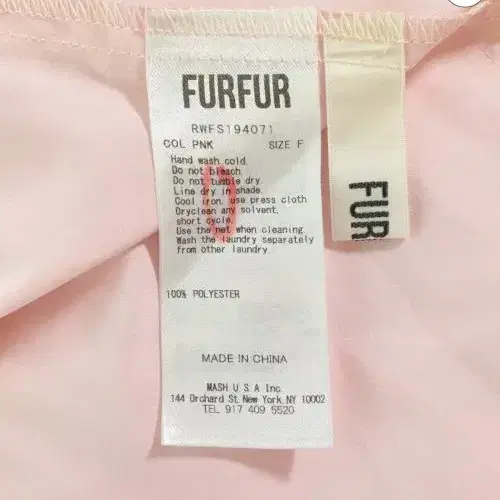 FURFUR
RWFS194071
COL PNK SIZE F
Hand wash cold.
Do not bleach.
Do not tumble dry.
Line dry in shade.
Cool iron, use press cloth
Dryclean any solvent,
short cycle.
Use the net when cleaning.
Wash the laundry separately
from other laundry.
100% POLYESTER
MADE IN CHINA
MASH U S A Inc.
144 Orchard St. New York, NY 10002
TEL 917 409 5520
FUR